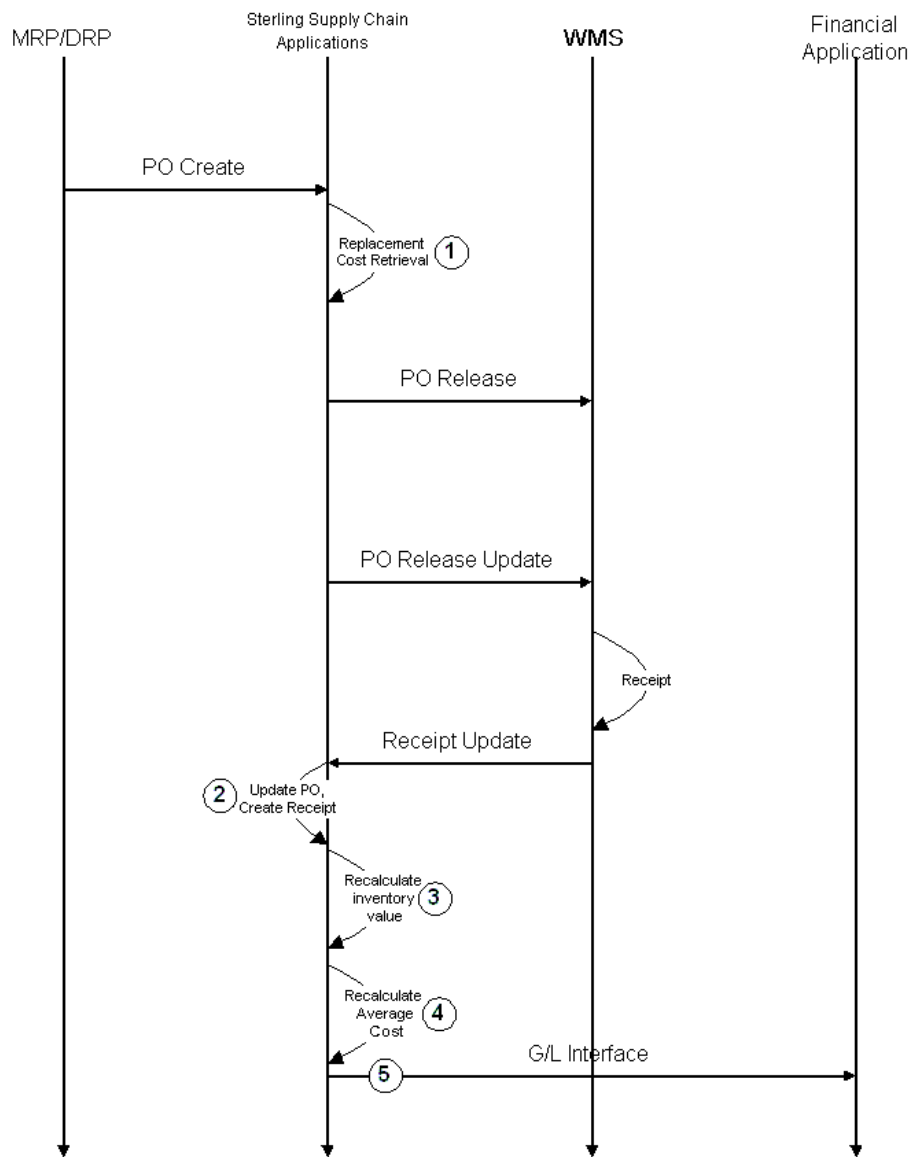 MRP/DRP
Sterling Supply Chain
Applications
WMS
Financial
Application
PO Create
Replacement
Cost Retrieval
1
PO Release
PO Release Update
Receipt
Receipt Update
2
Update PO,
Create Receipt
Recalculate
inventory
value
3
Recalculate
Average
Cost
4
G/L Interface
5